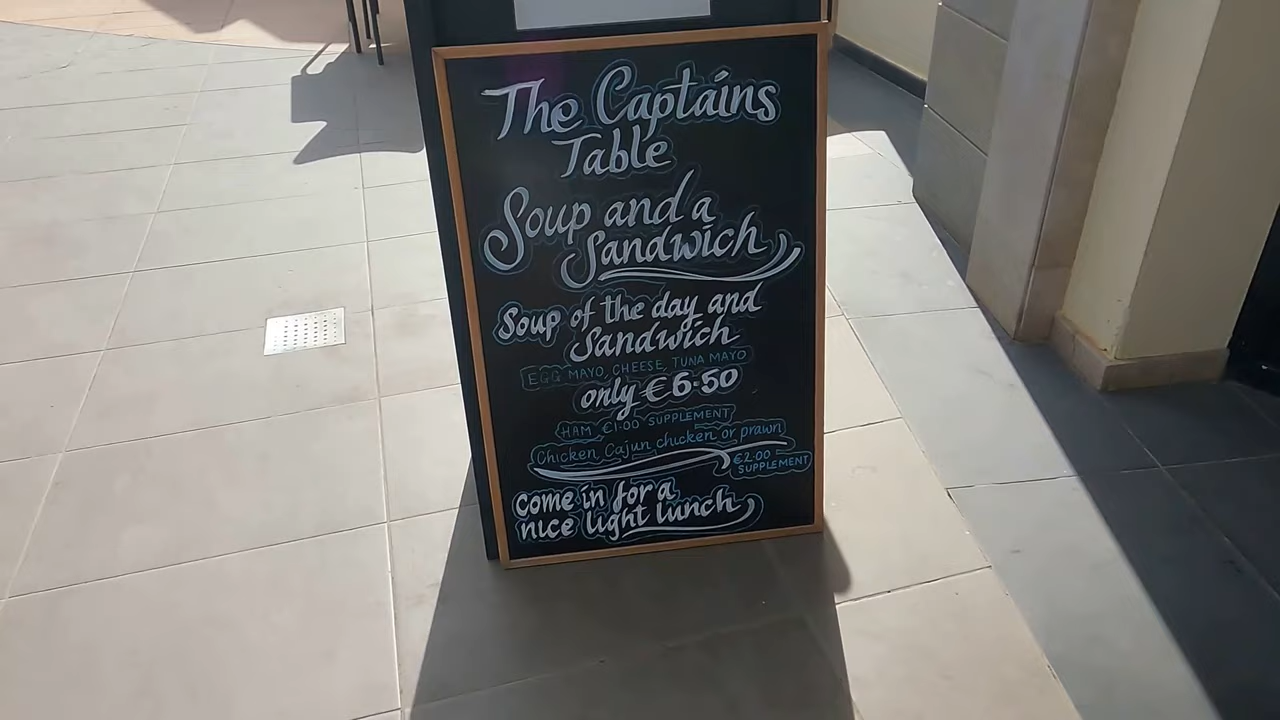 The Captains
Table
Soup and a
Sandwich
Soup of the day and
Sandwich
EGG MAYO, CHEESE, TUNA MAYO
only €6.50
HAM €1.00 SUPPLEMENT
Chicken, Cajun chicken or prawn
€2.00
SUPPLEMENT
Come in for a
nice light lunch